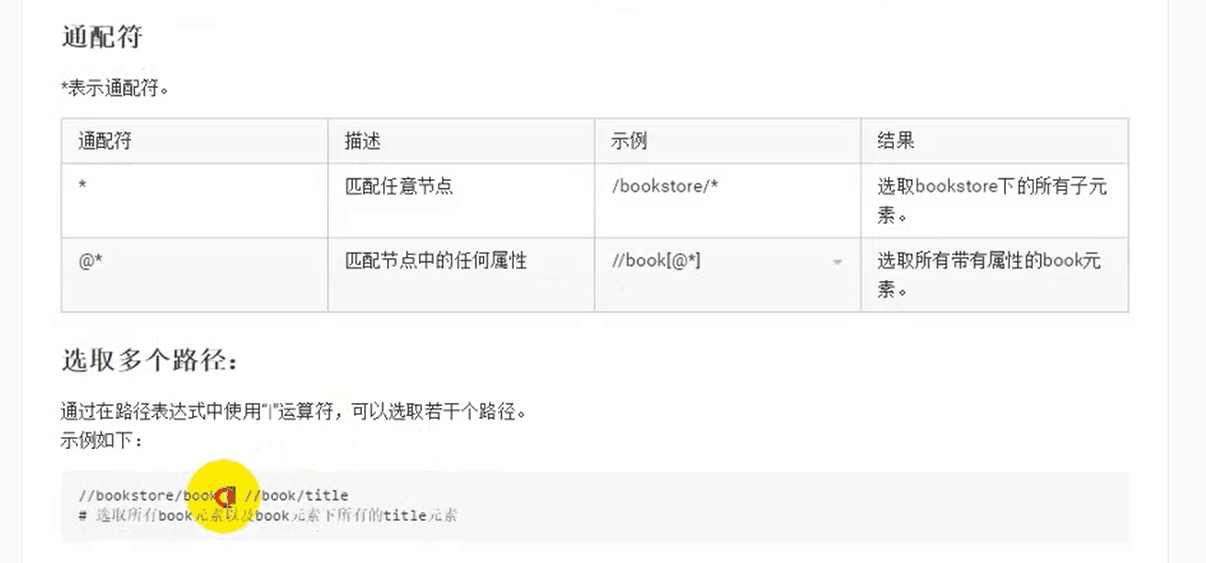 通配符
*表示通配符。
通配符 描述 示例 结果
* 匹配任意节点 /bookstore/* 选取bookstore下的所有子元
素。
@* 匹配节点中的任何属性 //book[@*] 选取所有带有属性的book元
素。
选取多个路径：
通过在路径表达式中使用“|”运算符，可以选取若干个路径。
示例如下：
//bookstore/book | //book/title
# 选取所有book元素以及book元素下所有的title元素